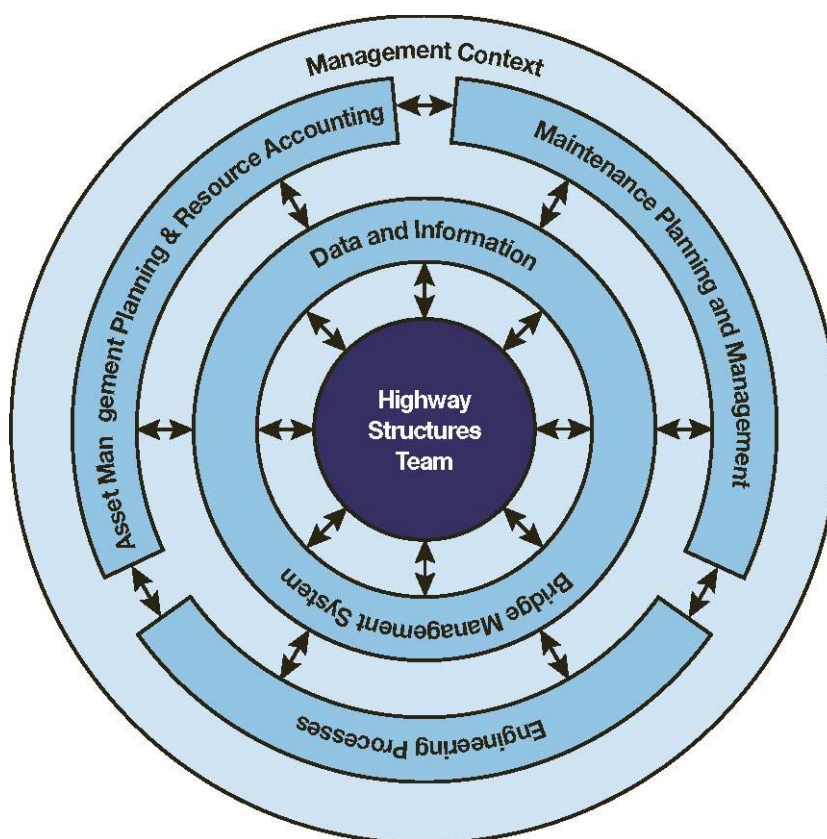 Management Context
Asset Man gement Planning & Resource Accounting
Maintenance Planning and Management
Data and Information
Highway
Structures
Team
Bridge Management System
Engineering Processes